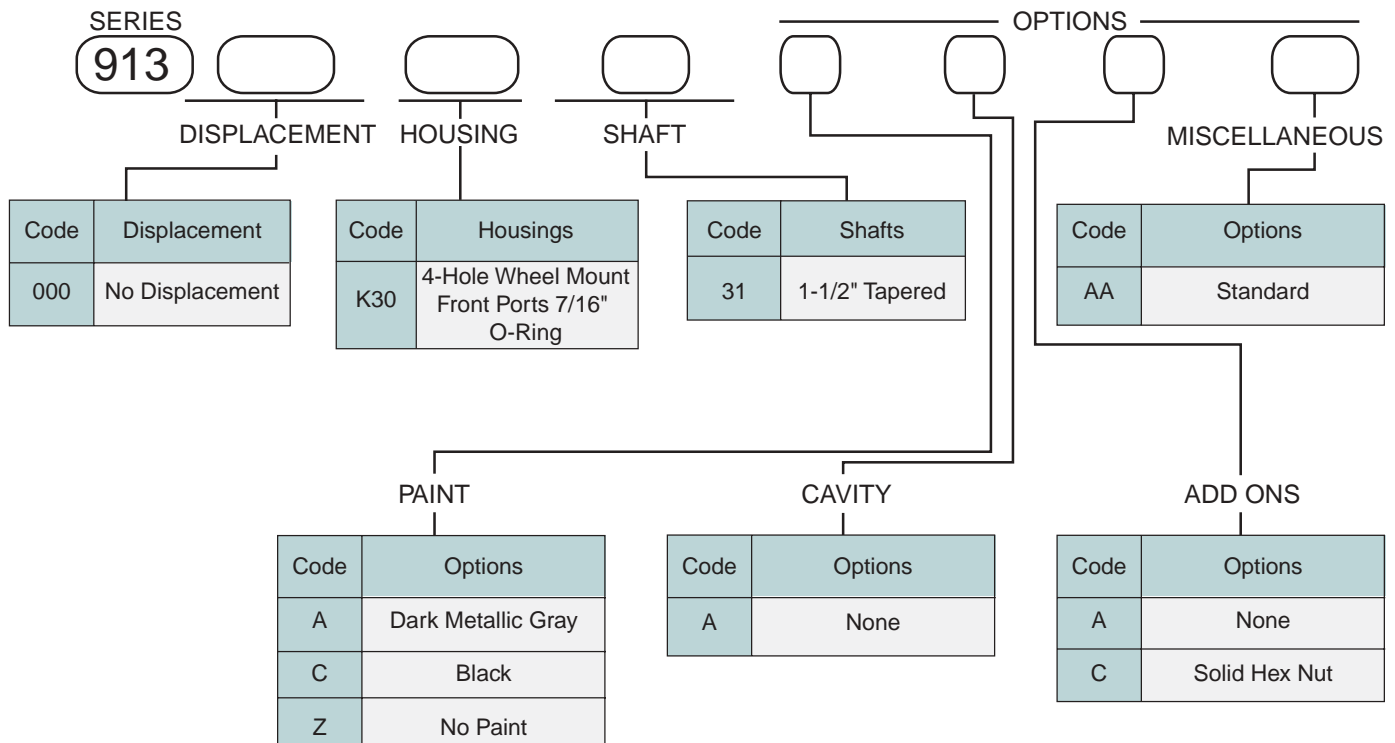 SERIES
OPTIONS
913
DISPLACEMENT HOUSING SHAFT MISCELLANEOUS
Code Displacement
000 No Displacement
Code Housings
K30 4-Hole Wheel Mount
Front Ports 7/16"
O-Ring
Code Shafts
31 1-1/2" Tapered
Code Options
AA Standard
PAINT
Code Options
A Dark Metallic Gray
C Black
Z No Paint
CAVITY
Code Options
A None
ADD ONS
Code Options
A None
C Solid Hex Nut